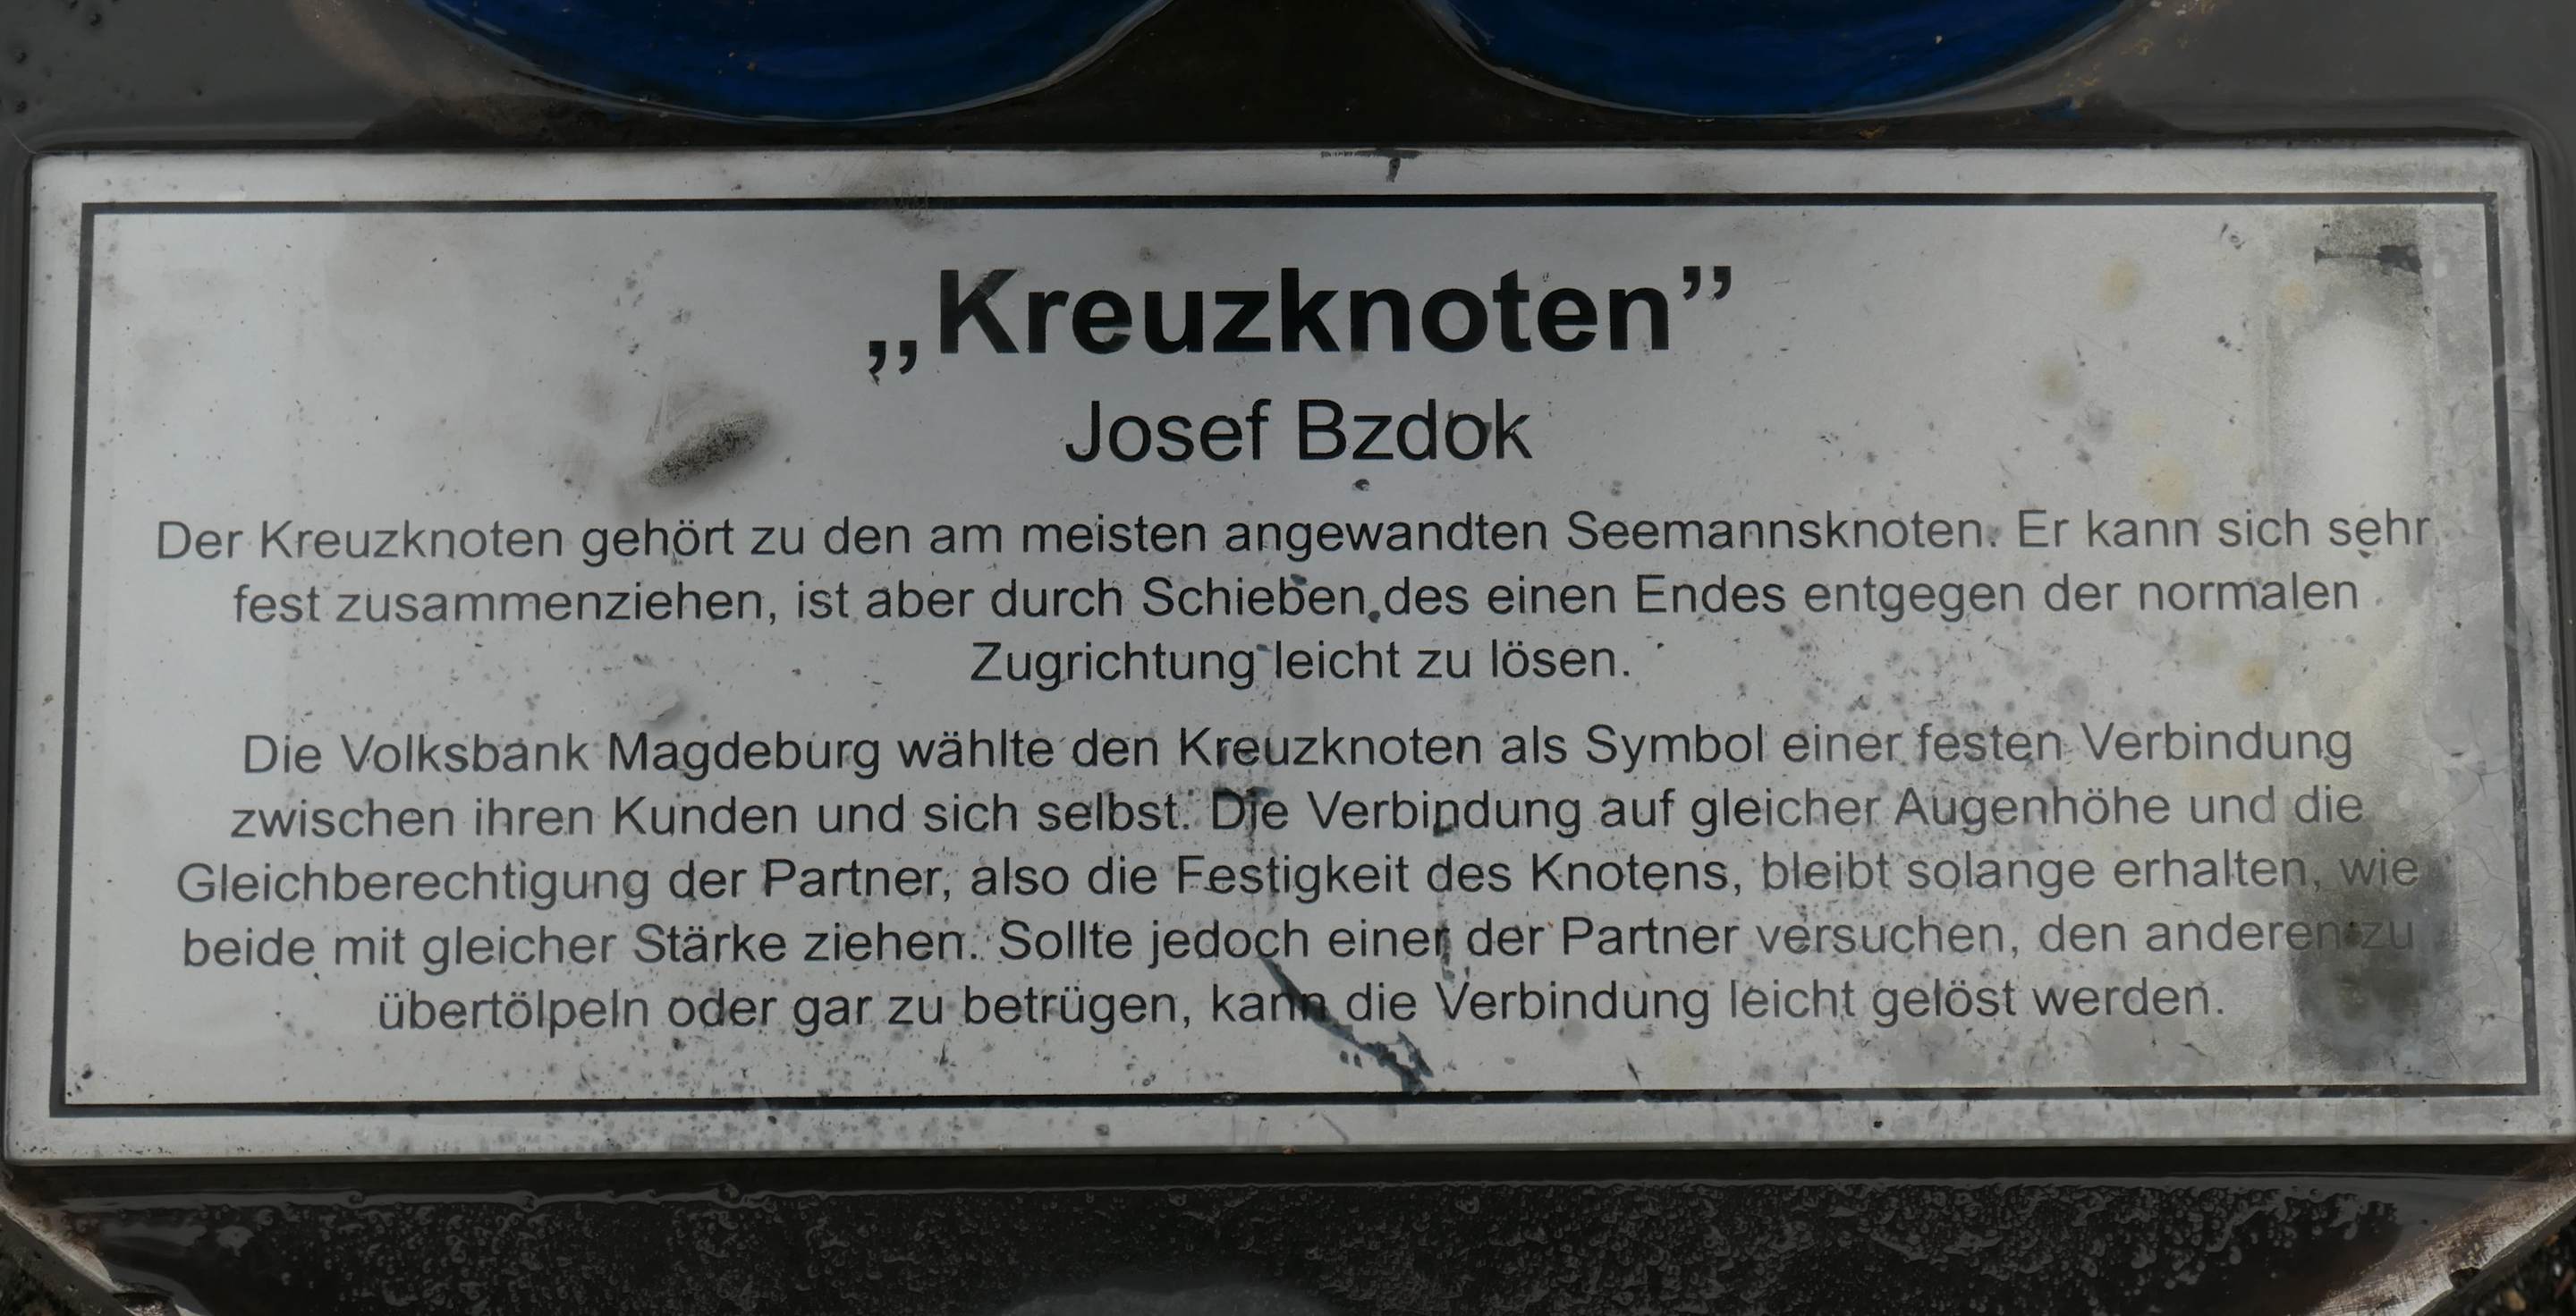 „Kreuzknoten”
Josef Bzdok
Der Kreuzknoten gehört zu den am meisten angewandten Seemannsknoten. Er kann sich sehr
fest zusammenziehen, ist aber durch Schieben des einen Endes entgegen der normalen
Zugrichtung leicht zu lösen.
Die Volksbank Magdeburg wählte den Kreuzknoten als Symbol einer festen Verbindung
zwischen ihren Kunden und sich selbst. Die Verbindung auf gleicher Augenhöhe und die
Gleichberechtigung der Partner, also die Festigkeit des Knotens, bleibt solange erhalten, wie
beide mit gleicher Stärke ziehen. Sollte jedoch einer der Partner versuchen, den anderen zu
übertölpeln oder gar zu betrügen, kann die Verbindung leicht gelöst werden.